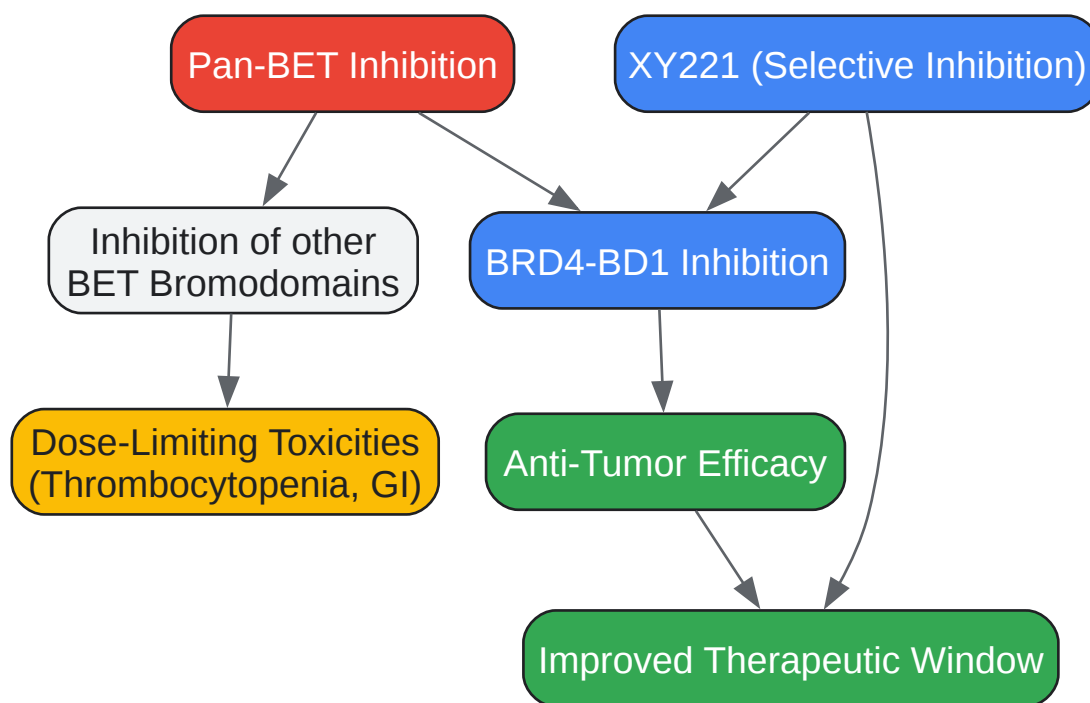 Pan-BET Inhibition
XY221 (Selective Inhibition)
Inhibition of other
BET Bromodomains
BRD4-BD1 Inhibition
Dose-Limiting Toxicities
(Thrombocytopenia, GI)
Anti-Tumor Efficacy
Improved Therapeutic Window